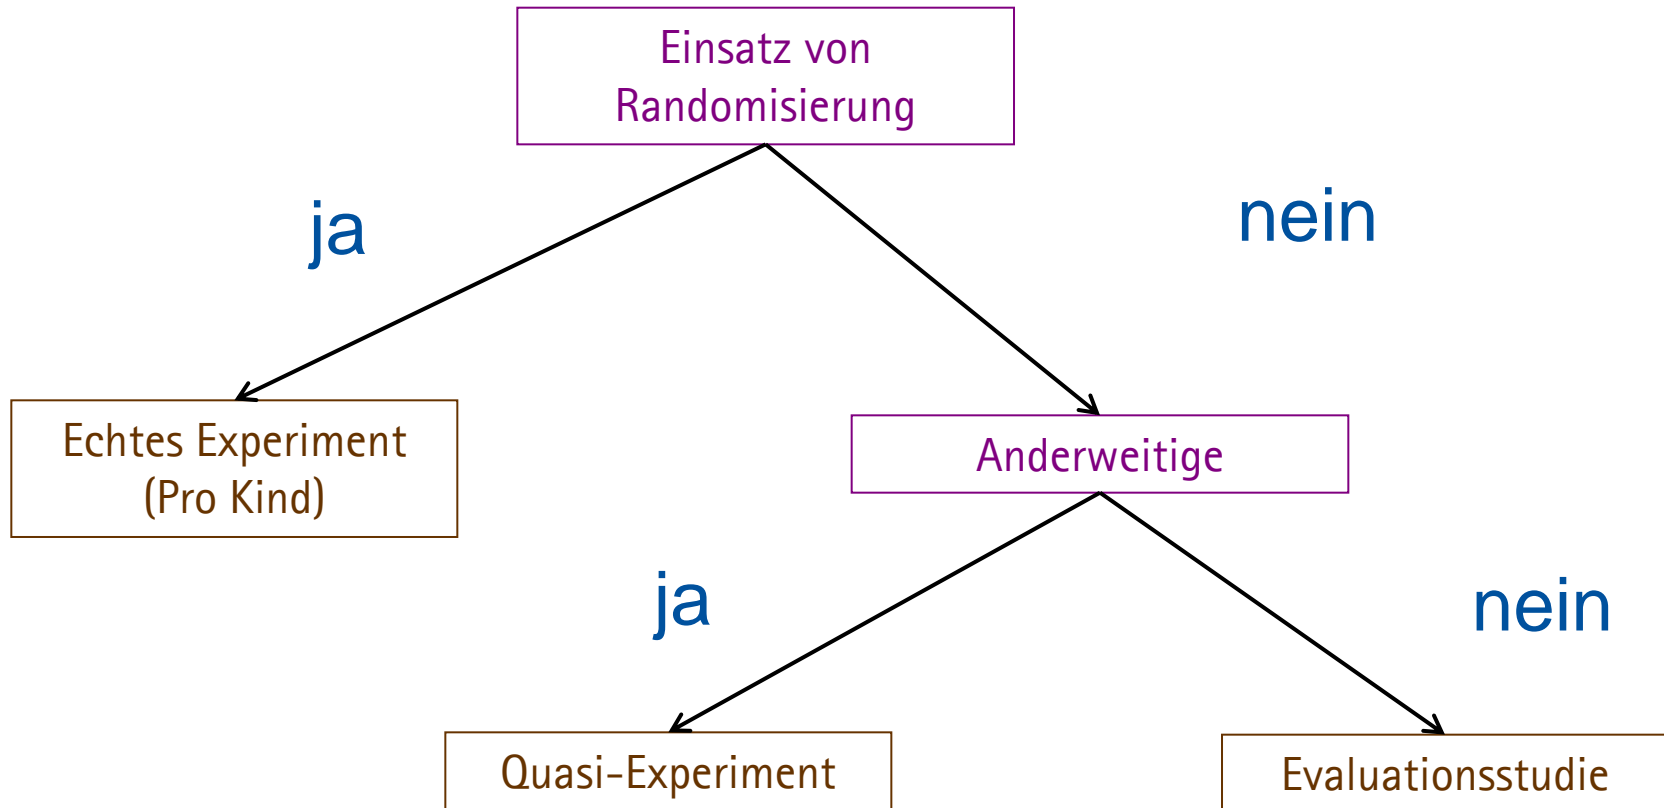 Einsatz von
Randomisierung
ja
nein
Echtes Experiment
(Pro Kind)
Anderweitige
ja
nein
Quasi-Experiment
Evaluationsstudie